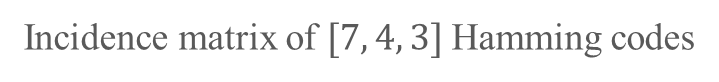 Incidence matrix of [7, 4, 3] Hamming codes